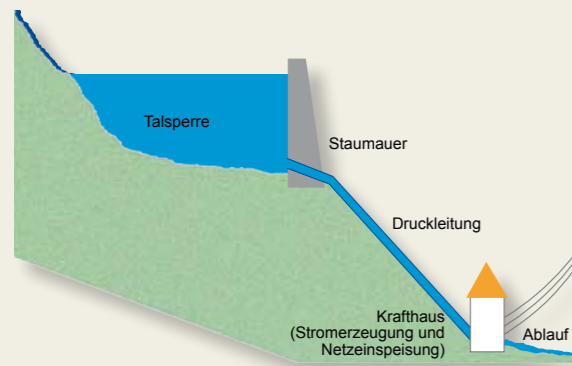 Talsperre
Staumauer
Druckleitung
Krafthaus
(Stromerzeugung und
Netzeinspeisung)
Ablauf